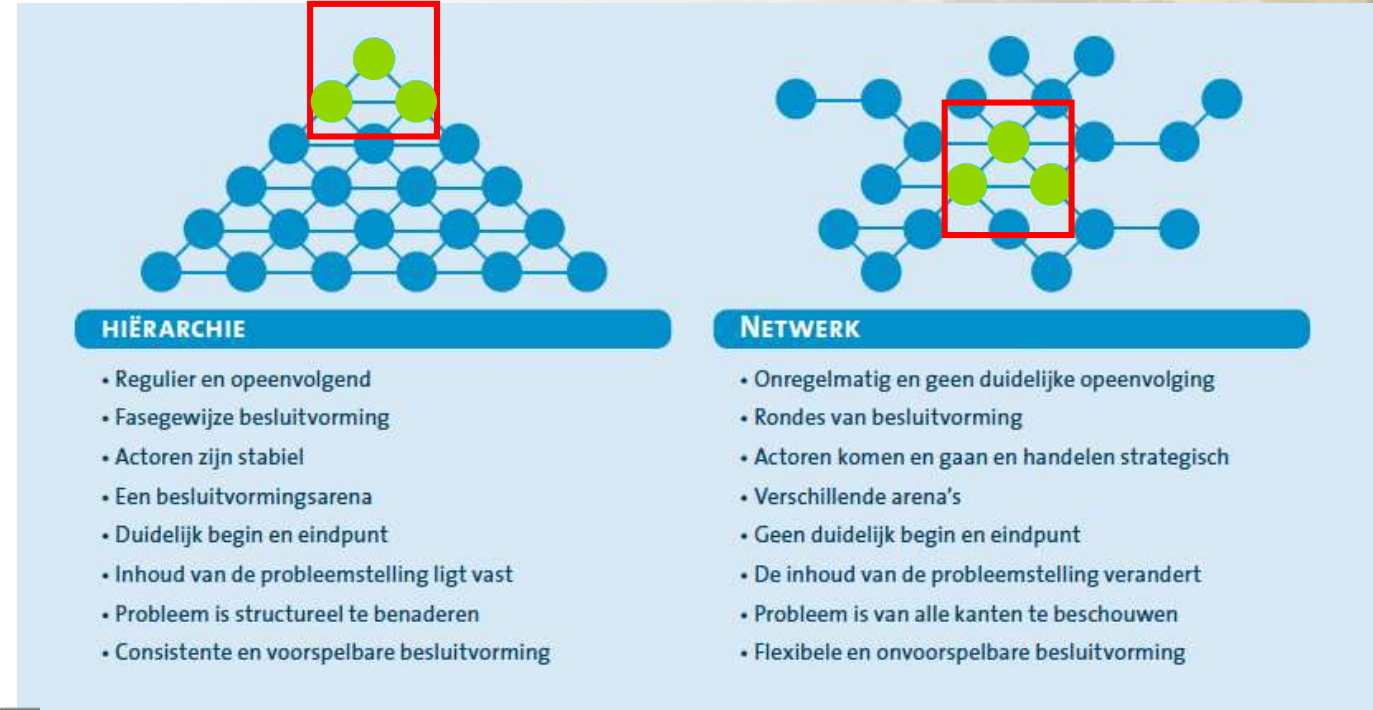 HIËRARCHIE
• Regulier en opeenvolgend
• Fasegewijze besluitvorming
• Actoren zijn stabiel
• Een besluitvormingsarena
• Duidelijk begin en eindpunt
• Inhoud van de probleemstelling ligt vast
• Probleem is structureel te benaderen
• Consistente en voorspelbare besluitvorming
NETWERK
• Onregelmatig en geen duidelijke opeenvolging
• Rondes van besluitvorming
• Actoren komen en gaan en handelen strategisch
• Verschillende arena's
• Geen duidelijk begin en eindpunt
• De inhoud van de probleemstelling verandert
• Probleem is van alle kanten te beschouwen
• Flexibele en onvoorspelbare besluitvorming